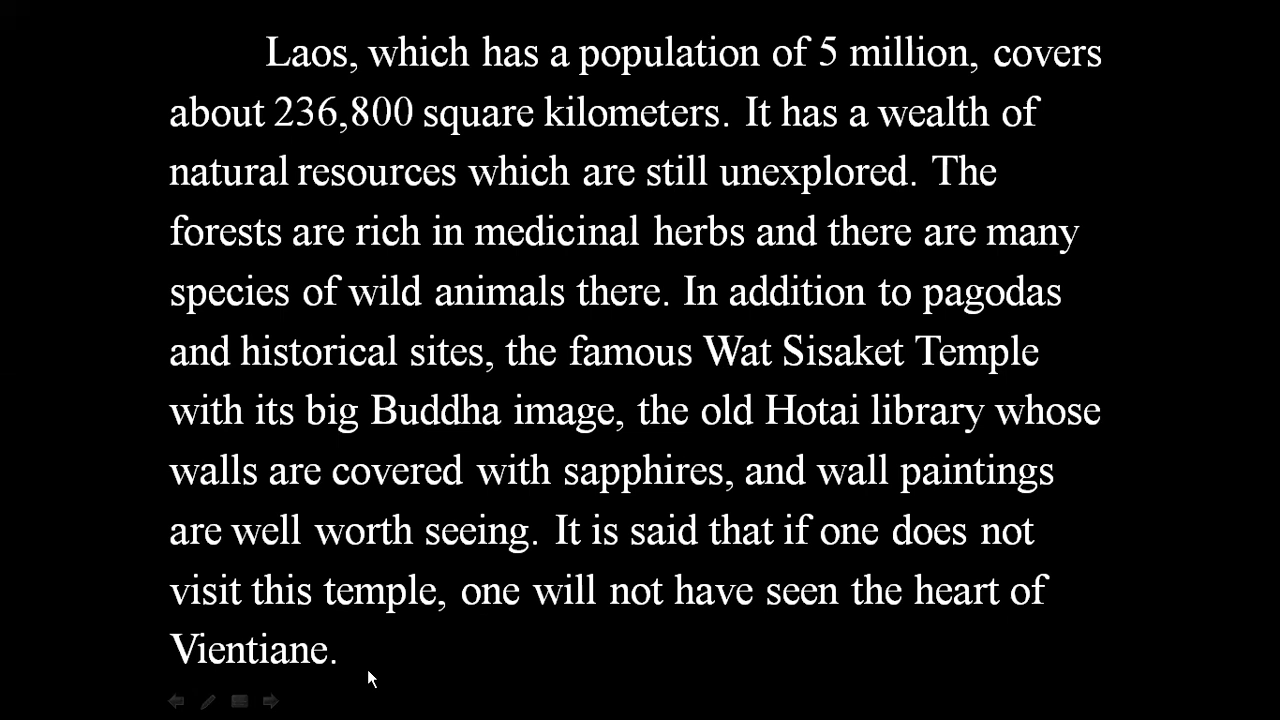 Laos, which has a population of 5 million, covers
about 236,800 square kilometers. It has a wealth of
natural resources which are still unexplored. The
forests are rich in medicinal herbs and there are many
species of wild animals there. In addition to pagodas
and historical sites, the famous Wat Sisaket Temple
with its big Buddha image, the old Hotai library whose
walls are covered with sapphires, and wall paintings
are well worth seeing. It is said that if one does not
visit this temple, one will not have seen the heart of
Vientiane.